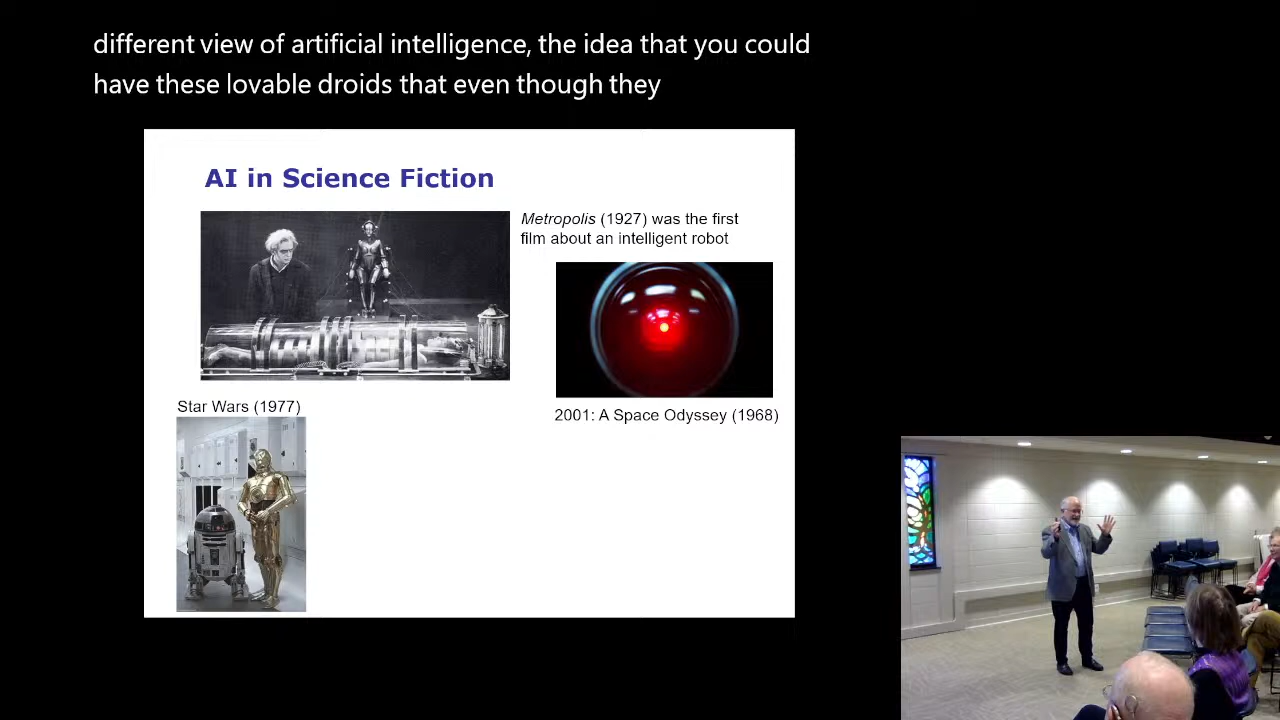 different view of artificial intelligence, the idea that you could
have these lovable droids that even though they
AI in Science Fiction
Metropolis (1927) was the first
film about an intelligent robot
Star Wars (1977)
2001: A Space Odyssey (1968)